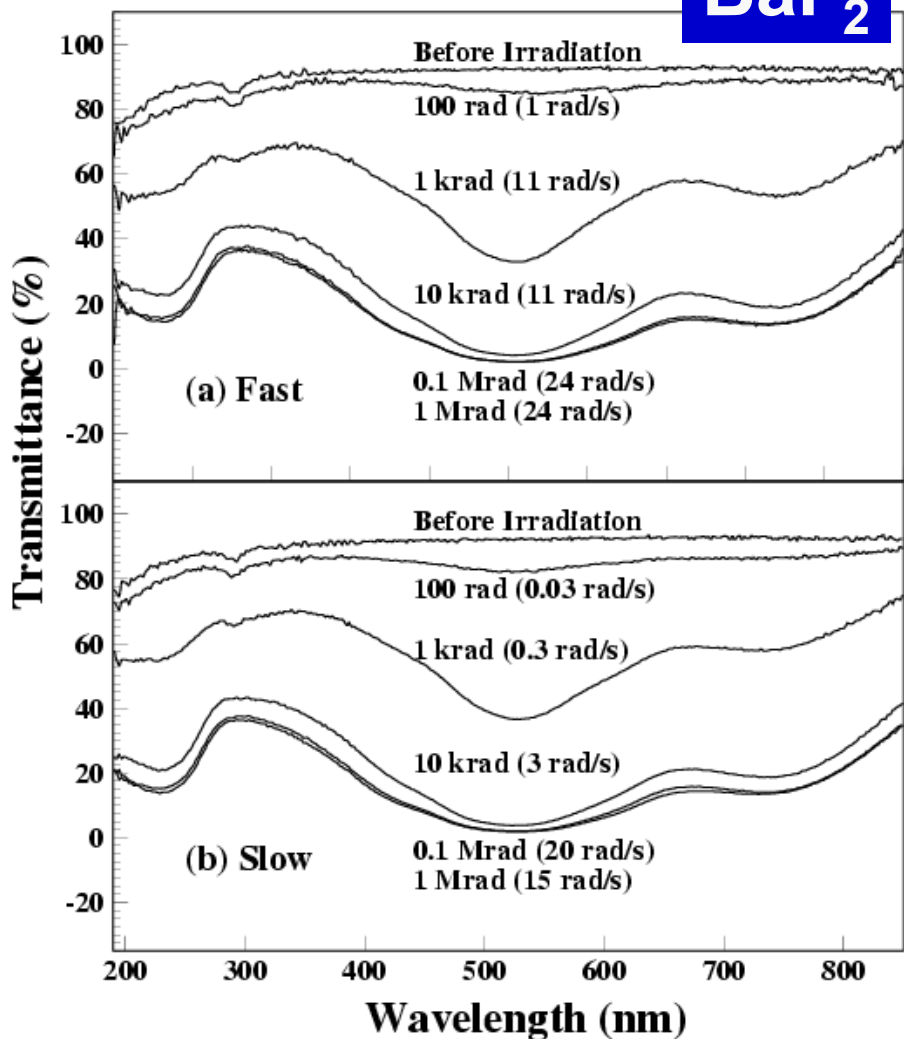 BaF2
Transmittance (%)
100
80
60
40
20
0
-20
Before Irradiation
100 rad (1 rad/s)
1 krad (11 rad/s)
10 krad (11 rad/s)
0.1 Mrad (24 rad/s)
1 Mrad (24 rad/s)
(a) Fast
100
80
60
40
20
0
-20
Before Irradiation
100 rad (0.03 rad/s)
1 krad (0.3 rad/s)
10 krad (3 rad/s)
0.1 Mrad (20 rad/s)
1 Mrad (15 rad/s)
(b) Slow
200 300 400 500 600 700 800
Wavelength (nm)